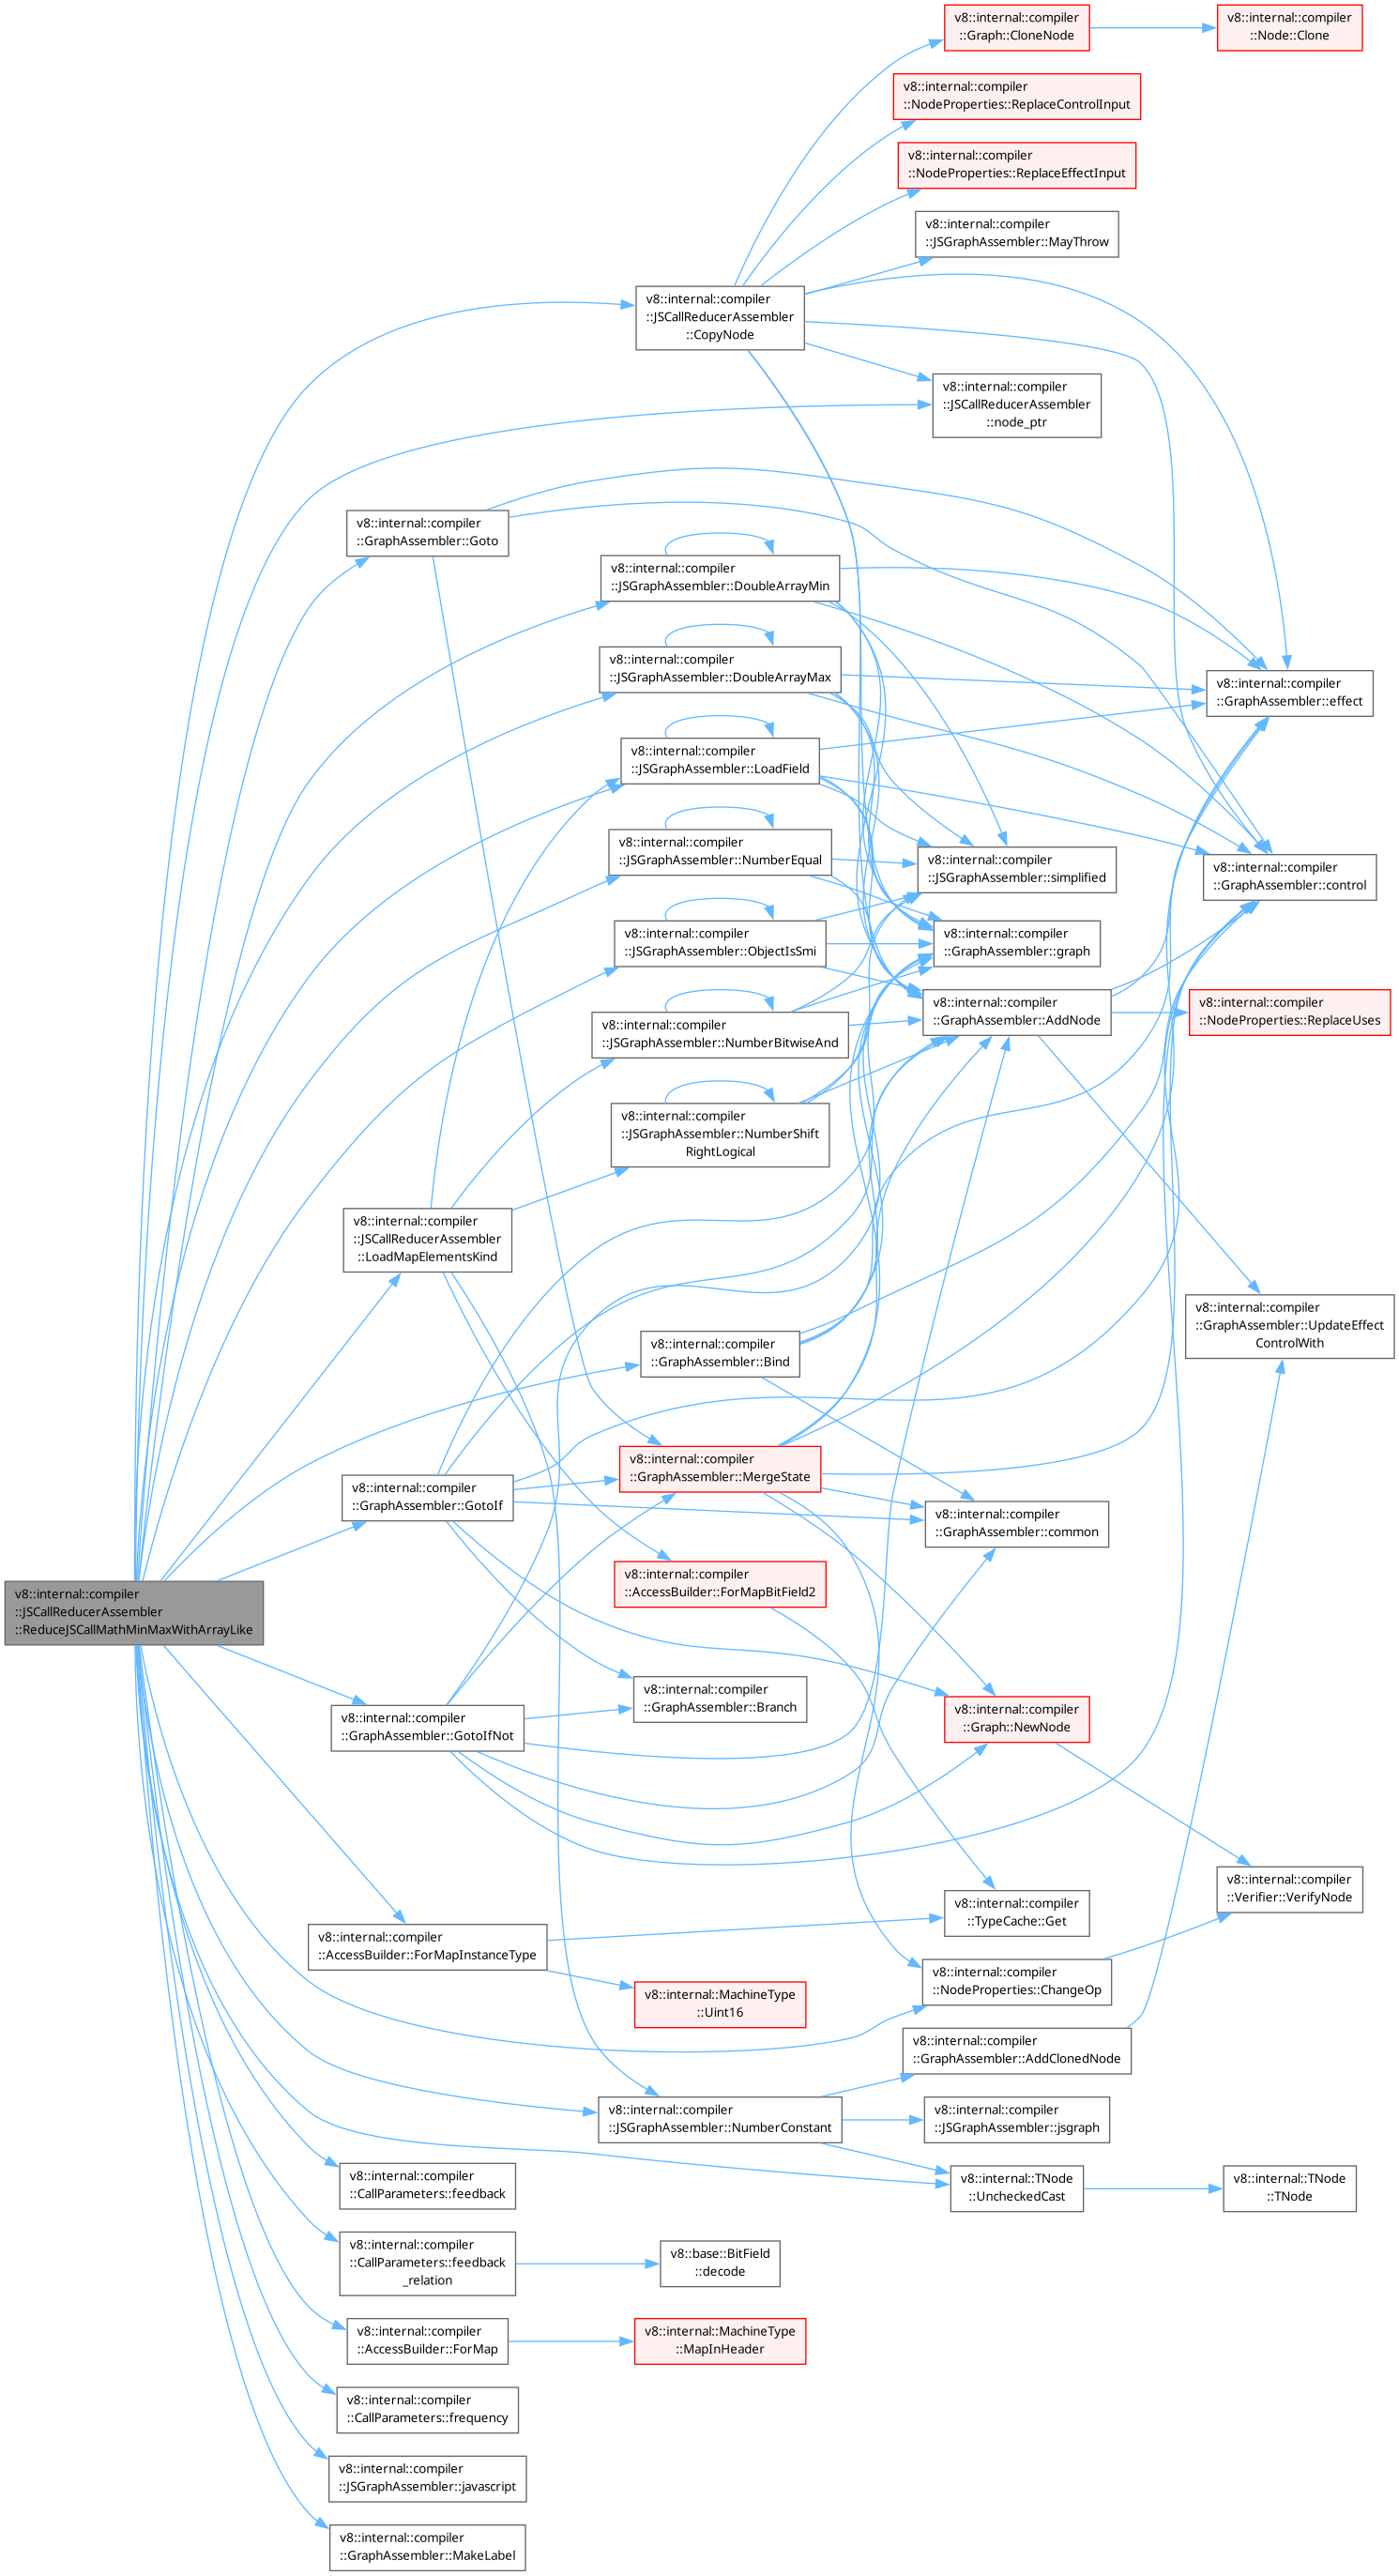 v8::internal::compiler
::Graph::CloneNode
v8::internal::compiler
::Node::Clone
v8::internal::compiler
::NodeProperties::ReplaceControlInput
v8::internal::compiler
::NodeProperties::ReplaceEffectInput
v8::internal::compiler
::JSGraphAssembler::MayThrow
v8::internal::compiler
::JSCallReducerAssembler
::CopyNode
v8::internal::compiler
::JSCallReducerAssembler
::node_ptr
v8::internal::compiler
::GraphAssembler::Goto
v8::internal::compiler
::JSGraphAssembler::DoubleArrayMin
v8::internal::compiler
::JSGraphAssembler::DoubleArrayMax
v8::internal::compiler
::GraphAssembler::effect
v8::internal::compiler
::JSGraphAssembler::LoadField
v8::internal::compiler
::JSGraphAssembler::NumberEqual
v8::internal::compiler
::JSGraphAssembler::simplified
v8::internal::compiler
::GraphAssembler::control
v8::internal::compiler
::JSGraphAssembler::ObjectIsSmi
v8::internal::compiler
::GraphAssembler::graph
v8::internal::compiler
::JSGraphAssembler::NumberBitwiseAnd
v8::internal::compiler
::GraphAssembler::AddNode
v8::internal::compiler
::NodeProperties::ReplaceUses
v8::internal::compiler
::JSGraphAssembler::NumberShift
RightLogical
v8::internal::compiler
::JSCallReducerAssembler
::LoadMapElementsKind
v8::internal::compiler
::GraphAssembler::UpdateEffect
ControlWith
v8::internal::compiler
::GraphAssembler::Bind
v8::internal::compiler
::GraphAssembler::MergeState
v8::internal::compiler
::GraphAssembler::GotoIf
v8::internal::compiler
::GraphAssembler::common
v8::internal::compiler
::AccessBuilder::ForMapBitField2
v8::internal::compiler
::JSCallReducerAssembler
::ReduceJSCallMathMinMaxWithArrayLike
v8::internal::compiler
::GraphAssembler::Branch
v8::internal::compiler
::GraphAssembler::GotoIfNot
v8::internal::compiler
::Graph::NewNode
v8::internal::compiler
::Verifier::VerifyNode
v8::internal::compiler
::TypeCache::Get
v8::internal::compiler
::AccessBuilder::ForMapInstanceType
v8::internal::compiler
::NodeProperties::ChangeOp
v8::internal::MachineType
::Uint16
v8::internal::compiler
::GraphAssembler::AddClonedNode
v8::internal::compiler
::JSGraphAssembler::NumberConstant
v8::internal::compiler
::JSGraphAssembler::jsgraph
v8::internal::compiler
::CallParameters::feedback
v8::internal::TNode
::UncheckedCast
v8::internal::TNode
::TNode
v8::internal::compiler
::CallParameters::feedback
_relation
v8::base::BitField
::decode
v8::internal::compiler
::AccessBuilder::ForMap
v8::internal::MachineType
::MapInHeader
v8::internal::compiler
::CallParameters::frequency
v8::internal::compiler
::JSGraphAssembler::javascript
v8::internal::compiler
::GraphAssembler::MakeLabel